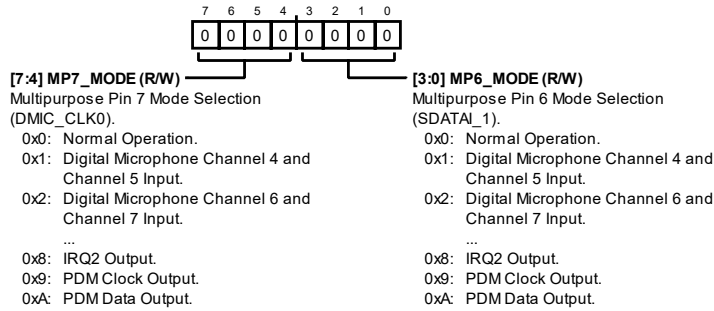 7 6 5 4 3 2 1 0
0 0 0 0 0 0 0 0
[7:4] MP7_MODE (R/W)
Multipurpose Pin 7 Mode Selection
(DMIC_CLK0).
0x0: Normal Operation.
0x1: Digital Microphone Channel 4 and
Channel 5 Input.
0x2: Digital Microphone Channel 6 and
Channel 7 Input.
...
0x8: IRQ2 Output.
0x9: PDM Clock Output.
0xA: PDM Data Output.
[3:0] MP6_MODE (R/W)
Multipurpose Pin 6 Mode Selection
(SDATAI_1).
0x0: Normal Operation.
0x1: Digital Microphone Channel 4 and
Channel 5 Input.
0x2: Digital Microphone Channel 6 and
Channel 7 Input.
...
0x8: IRQ2 Output.
0x9: PDM Clock Output.
0xA: PDM Data Output.